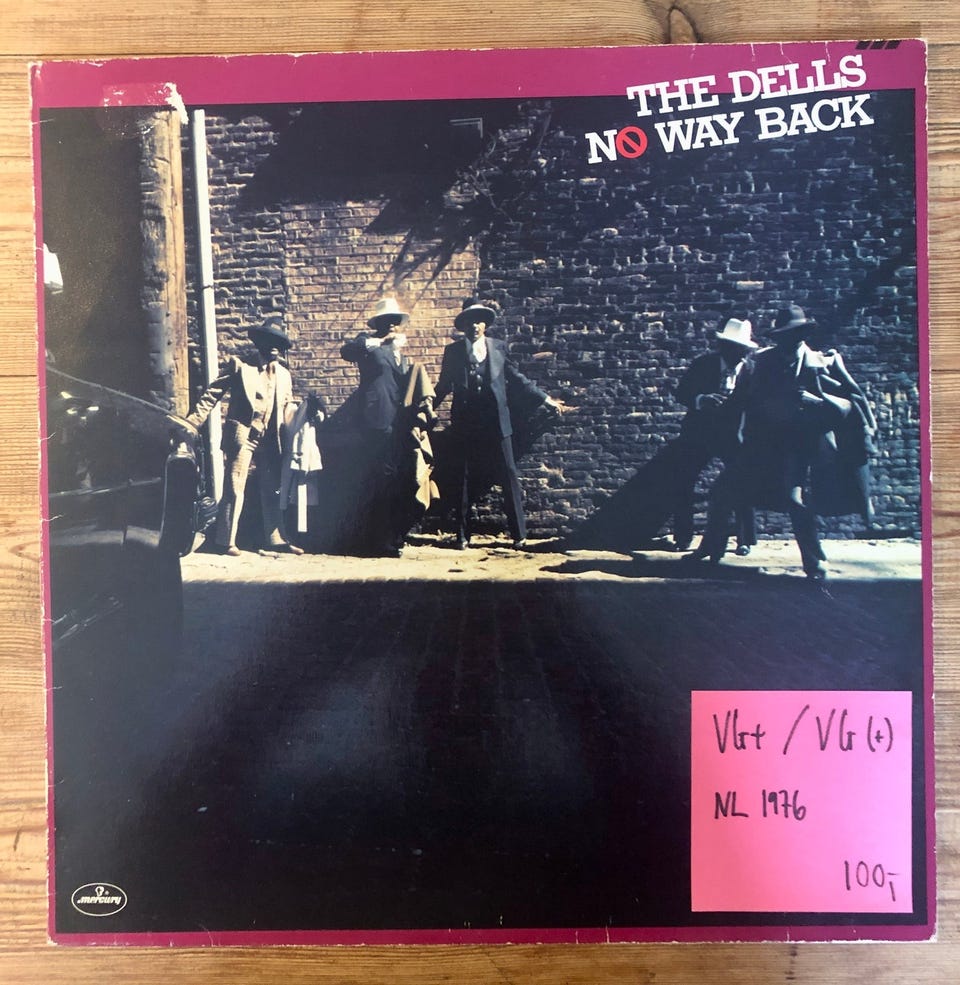 THE DELLS
NO WAY BACK
VG+ / VG (+)
NL 1976
100,-
mercury